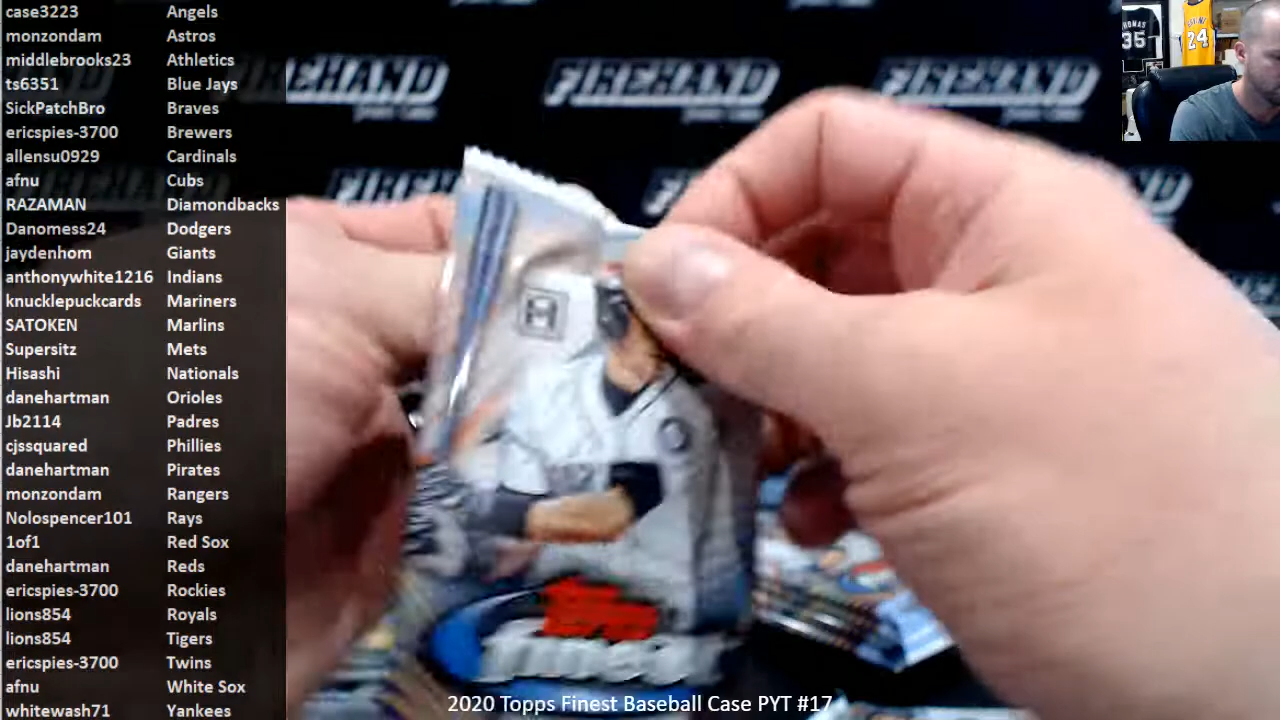 case3223 Angels
monzondam Astros
middlebrooks23 Athletics
ts6351 Blue Jays
SickPatchBro Braves
ericspies-3700 Brewers
allensu0929 Cardinals
afnu Cubs
RAZAMAN Diamondbacks
Danomess24 Dodgers
jaydenhom Giants
anthonywhite1216 Indians
knucklepuckcards Mariners
SATOKEN Marlins
Supersitz Mets
Hisashi Nationals
danehartman Orioles
Jb2114 Padres
cjssquared Phillies
danehartman Pirates
monzondam Rangers
Nolospencer101 Rays
1of1 Red Sox
danehartman Reds
ericspies-3700 Rockies
lions854 Royals
lions854 Tigers
ericspies-3700 Twins
afnu White Sox
whitewash71 Yankees
FIREHAND
FIREHAND
FIREHAND
THOMAS
35
24
Topps
Finest
2020 Topps Finest Baseball Case PYT #17